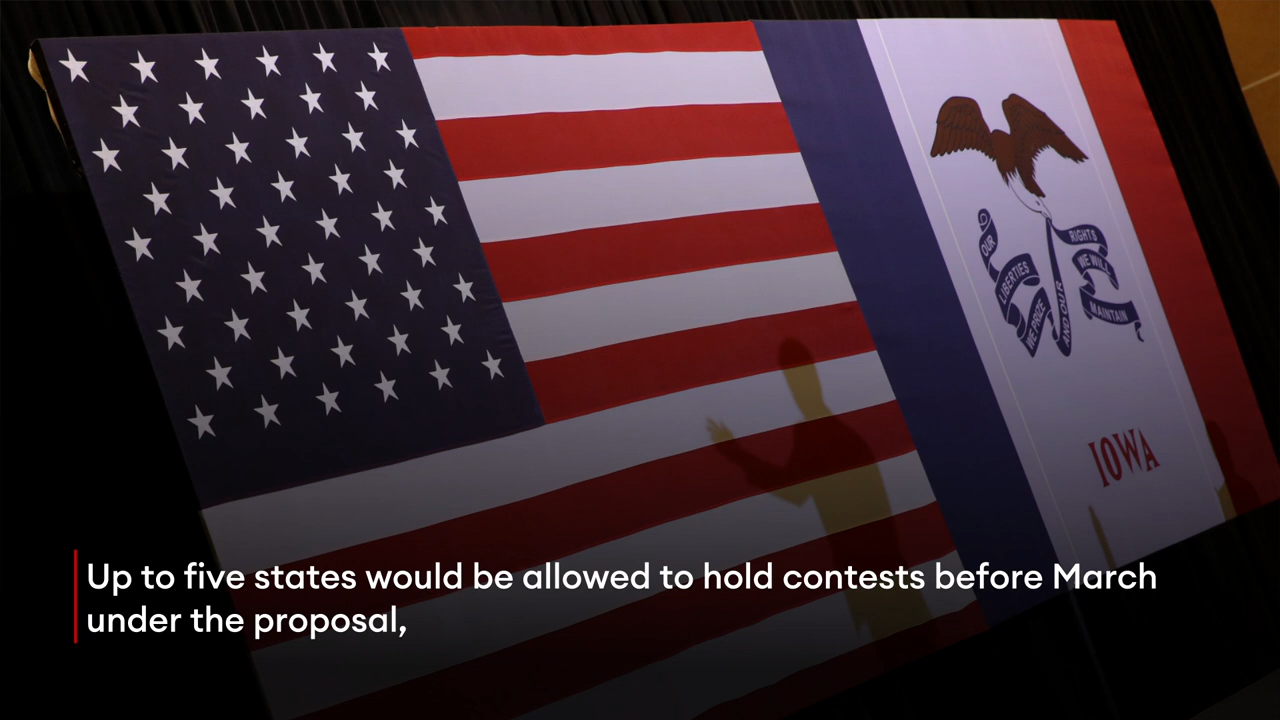 OUR
LIBERTIES
WE PRIZE
AND OUR
RIGHTS
WE WILL
MAINTAIN
IOWA
Up to five states would be allowed to hold contests before March
under the proposal,